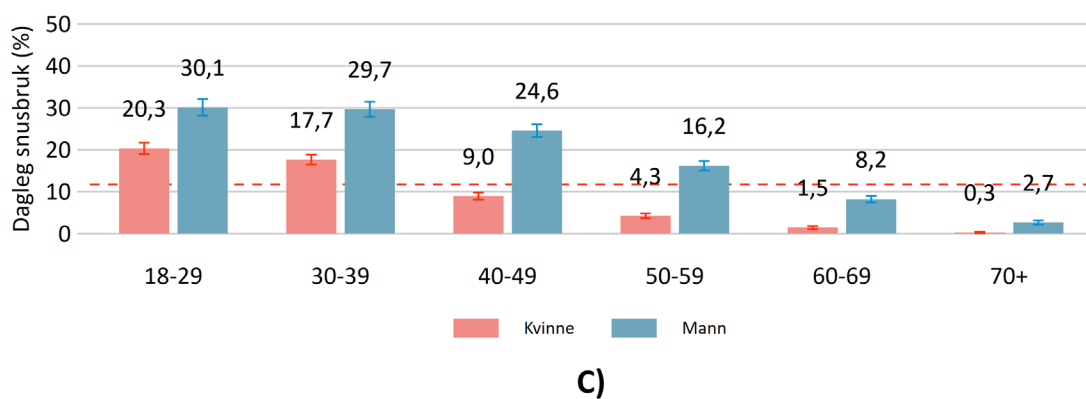 Dagleg snusbruk (%)
50
40
30
20
10
0
20,3 30,1 17,7 29,7 9,0 24,6 4,3 16,2 1,5 8,2 0,3 2,7
18-29 30-39 40-49 50-59 60-69 70+
Kvinne Mann
C)